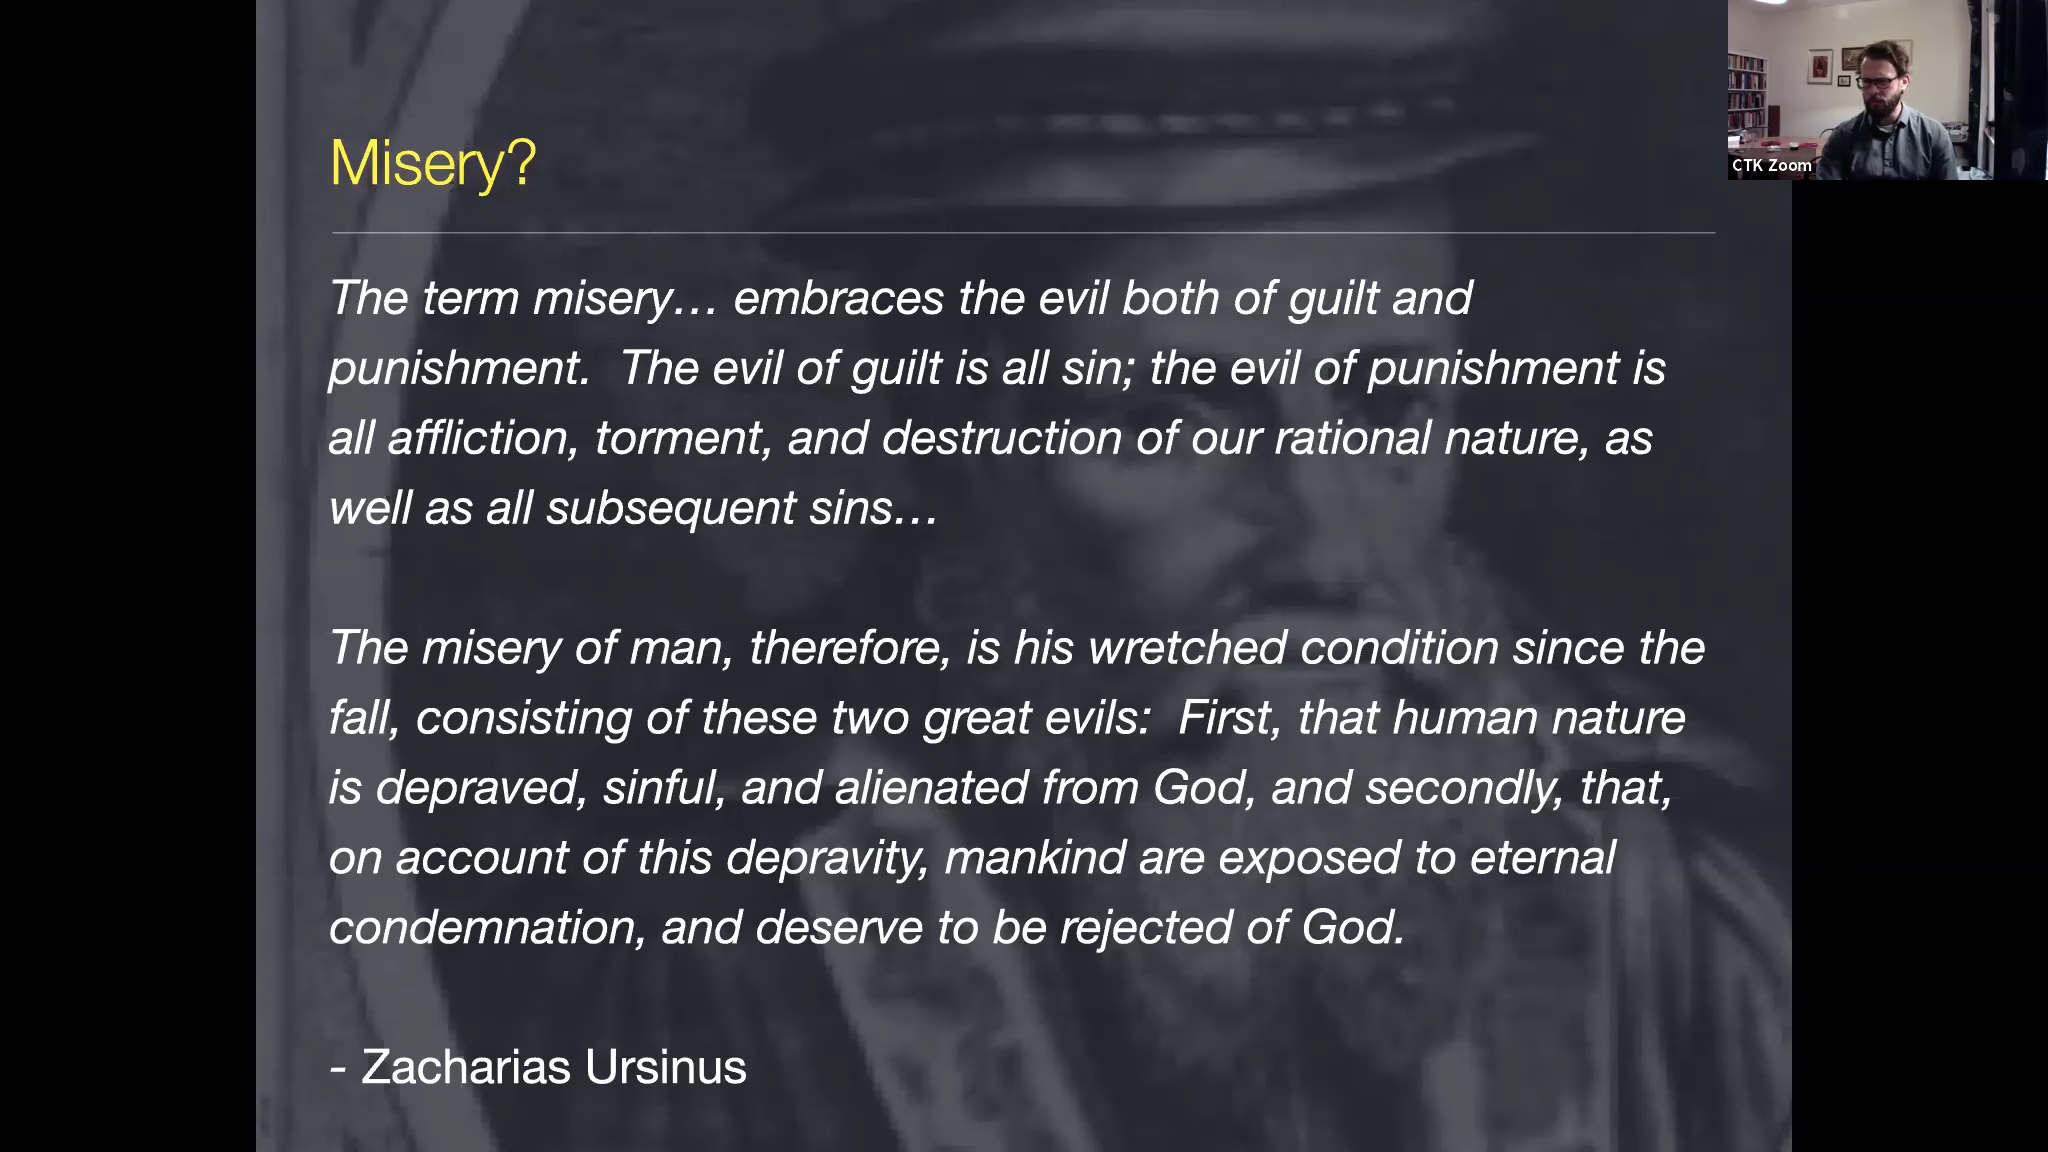 Misery?
The term misery… embraces the evil both of guilt and
punishment.  The evil of guilt is all sin; the evil of punishment is
all affliction, torment, and destruction of our rational nature, as
well as all subsequent sins…
The misery of man, therefore, is his wretched condition since the
fall, consisting of these two great evils:  First, that human nature
is depraved, sinful, and alienated from God, and secondly, that,
on account of this depravity, mankind are exposed to eternal
condemnation, and deserve to be rejected of God.
- Zacharias Ursinus
CTK Zoom